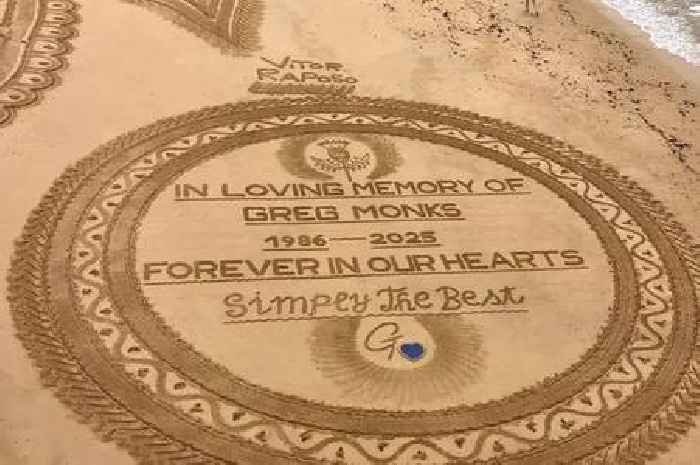 Vitor
RAPoso
IN LOVING MEMORY OF
GREG MONKS
1986—2025
FOREVER IN OUR HEARTS
Simply The Best
G